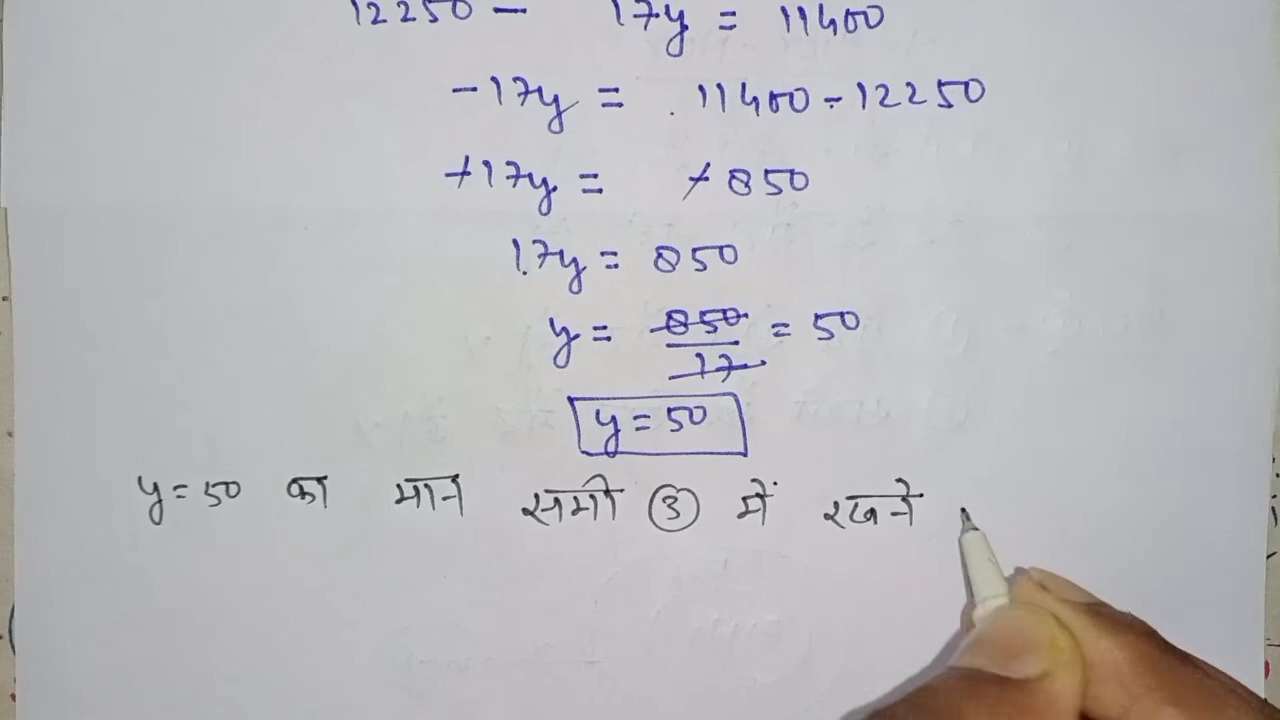 12250 - 17y = 11400
-17y = 11400 - 12250
+17y = +850
17y = 850
y = 850/17 = 50
y = 50
y = 50 का मान समी ③ में रखने